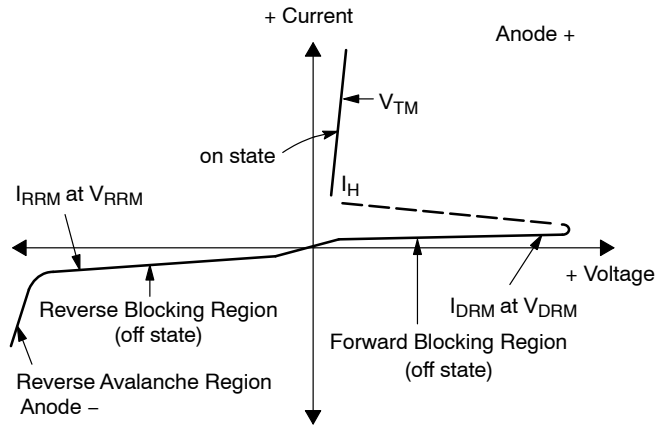 + Current
Anode +
V_TM
on state
I_H
I_RRM at V_RRM
+ Voltage
Reverse Blocking Region
(off state)
I_DRM at V_DRM
Forward Blocking Region
(off state)
Reverse Avalanche Region
Anode −